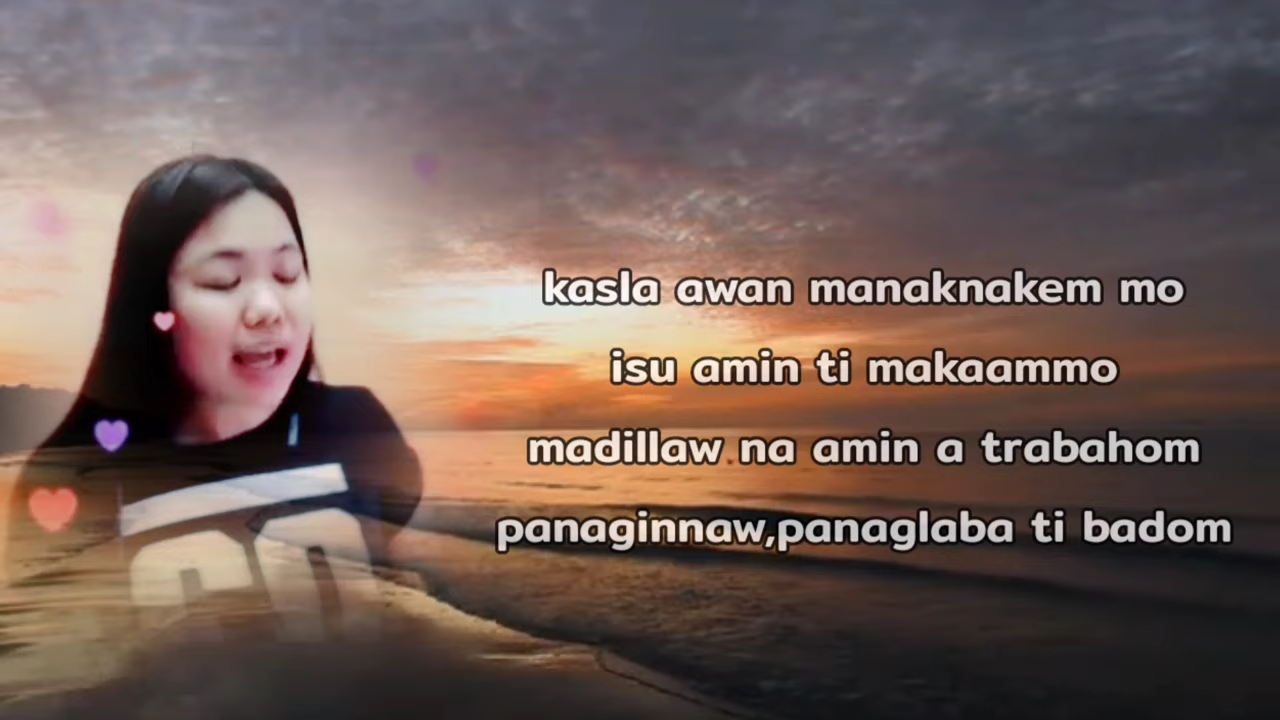 kasla awan manaknakem mo
isu amin ti makaammo
madillaw na amin a trabahom
panaginnaw,panaglaba ti badom